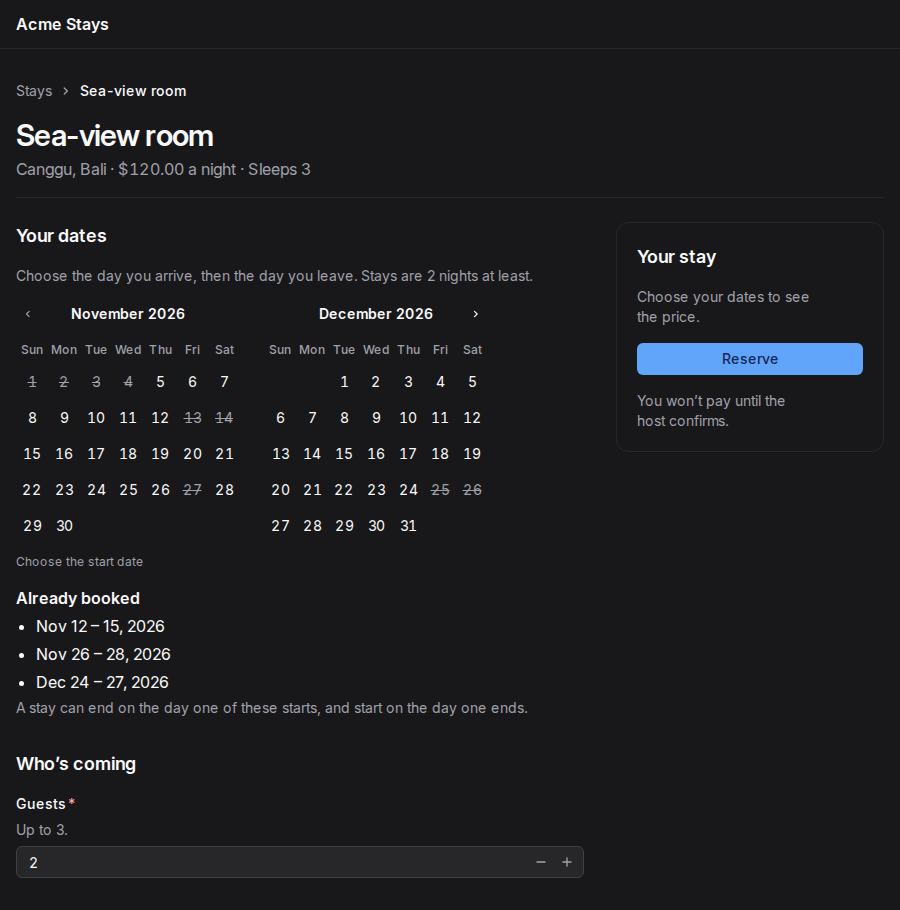 Acme Stays
Stays › Sea-view room
Sea-view room
Canggu, Bali · $120.00 a night · Sleeps 3
Your dates
Choose the day you arrive, then the day you leave. Stays are 2 nights at least.
‹ November 2026
Sun Mon Tue Wed Thu Fri Sat
1 2 3 4 5 6 7
8 9 10 11 12 13 14
15 16 17 18 19 20 21
22 23 24 25 26 27 28
29 30
December 2026 ›
Sun Mon Tue Wed Thu Fri Sat
1 2 3 4 5
6 7 8 9 10 11 12
13 14 15 16 17 18 19
20 21 22 23 24 25 26
27 28 29 30 31
Choose the start date
Already booked
• Nov 12 – 15, 2026
• Nov 26 – 28, 2026
• Dec 24 – 27, 2026
A stay can end on the day one of these starts, and start on the day one ends.
Who’s coming
Guests *
Up to 3.
2 − +
Your stay
Choose your dates to see
the price.
Reserve
You won’t pay until the
host confirms.